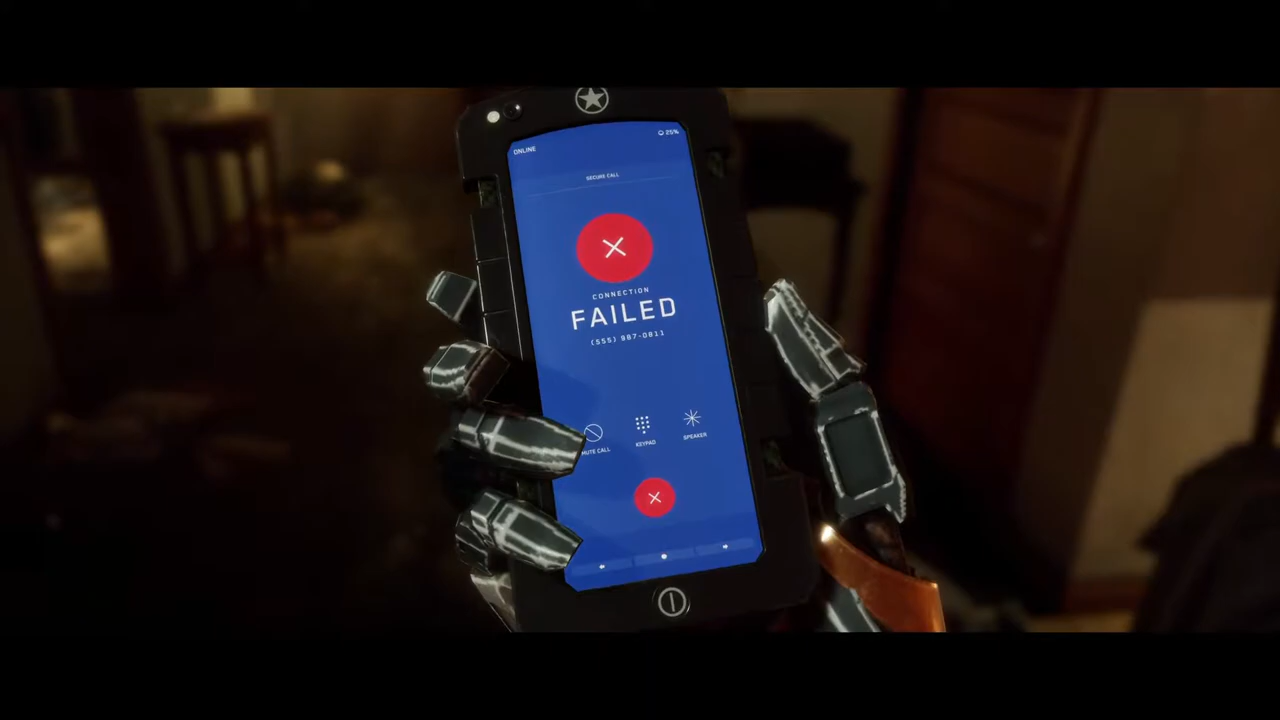 ONLINE
25%
SECURE CALL
CONNECTION
FAILED
(555) 987-0811
MUTE CALL
KEYPAD
SPEAKER